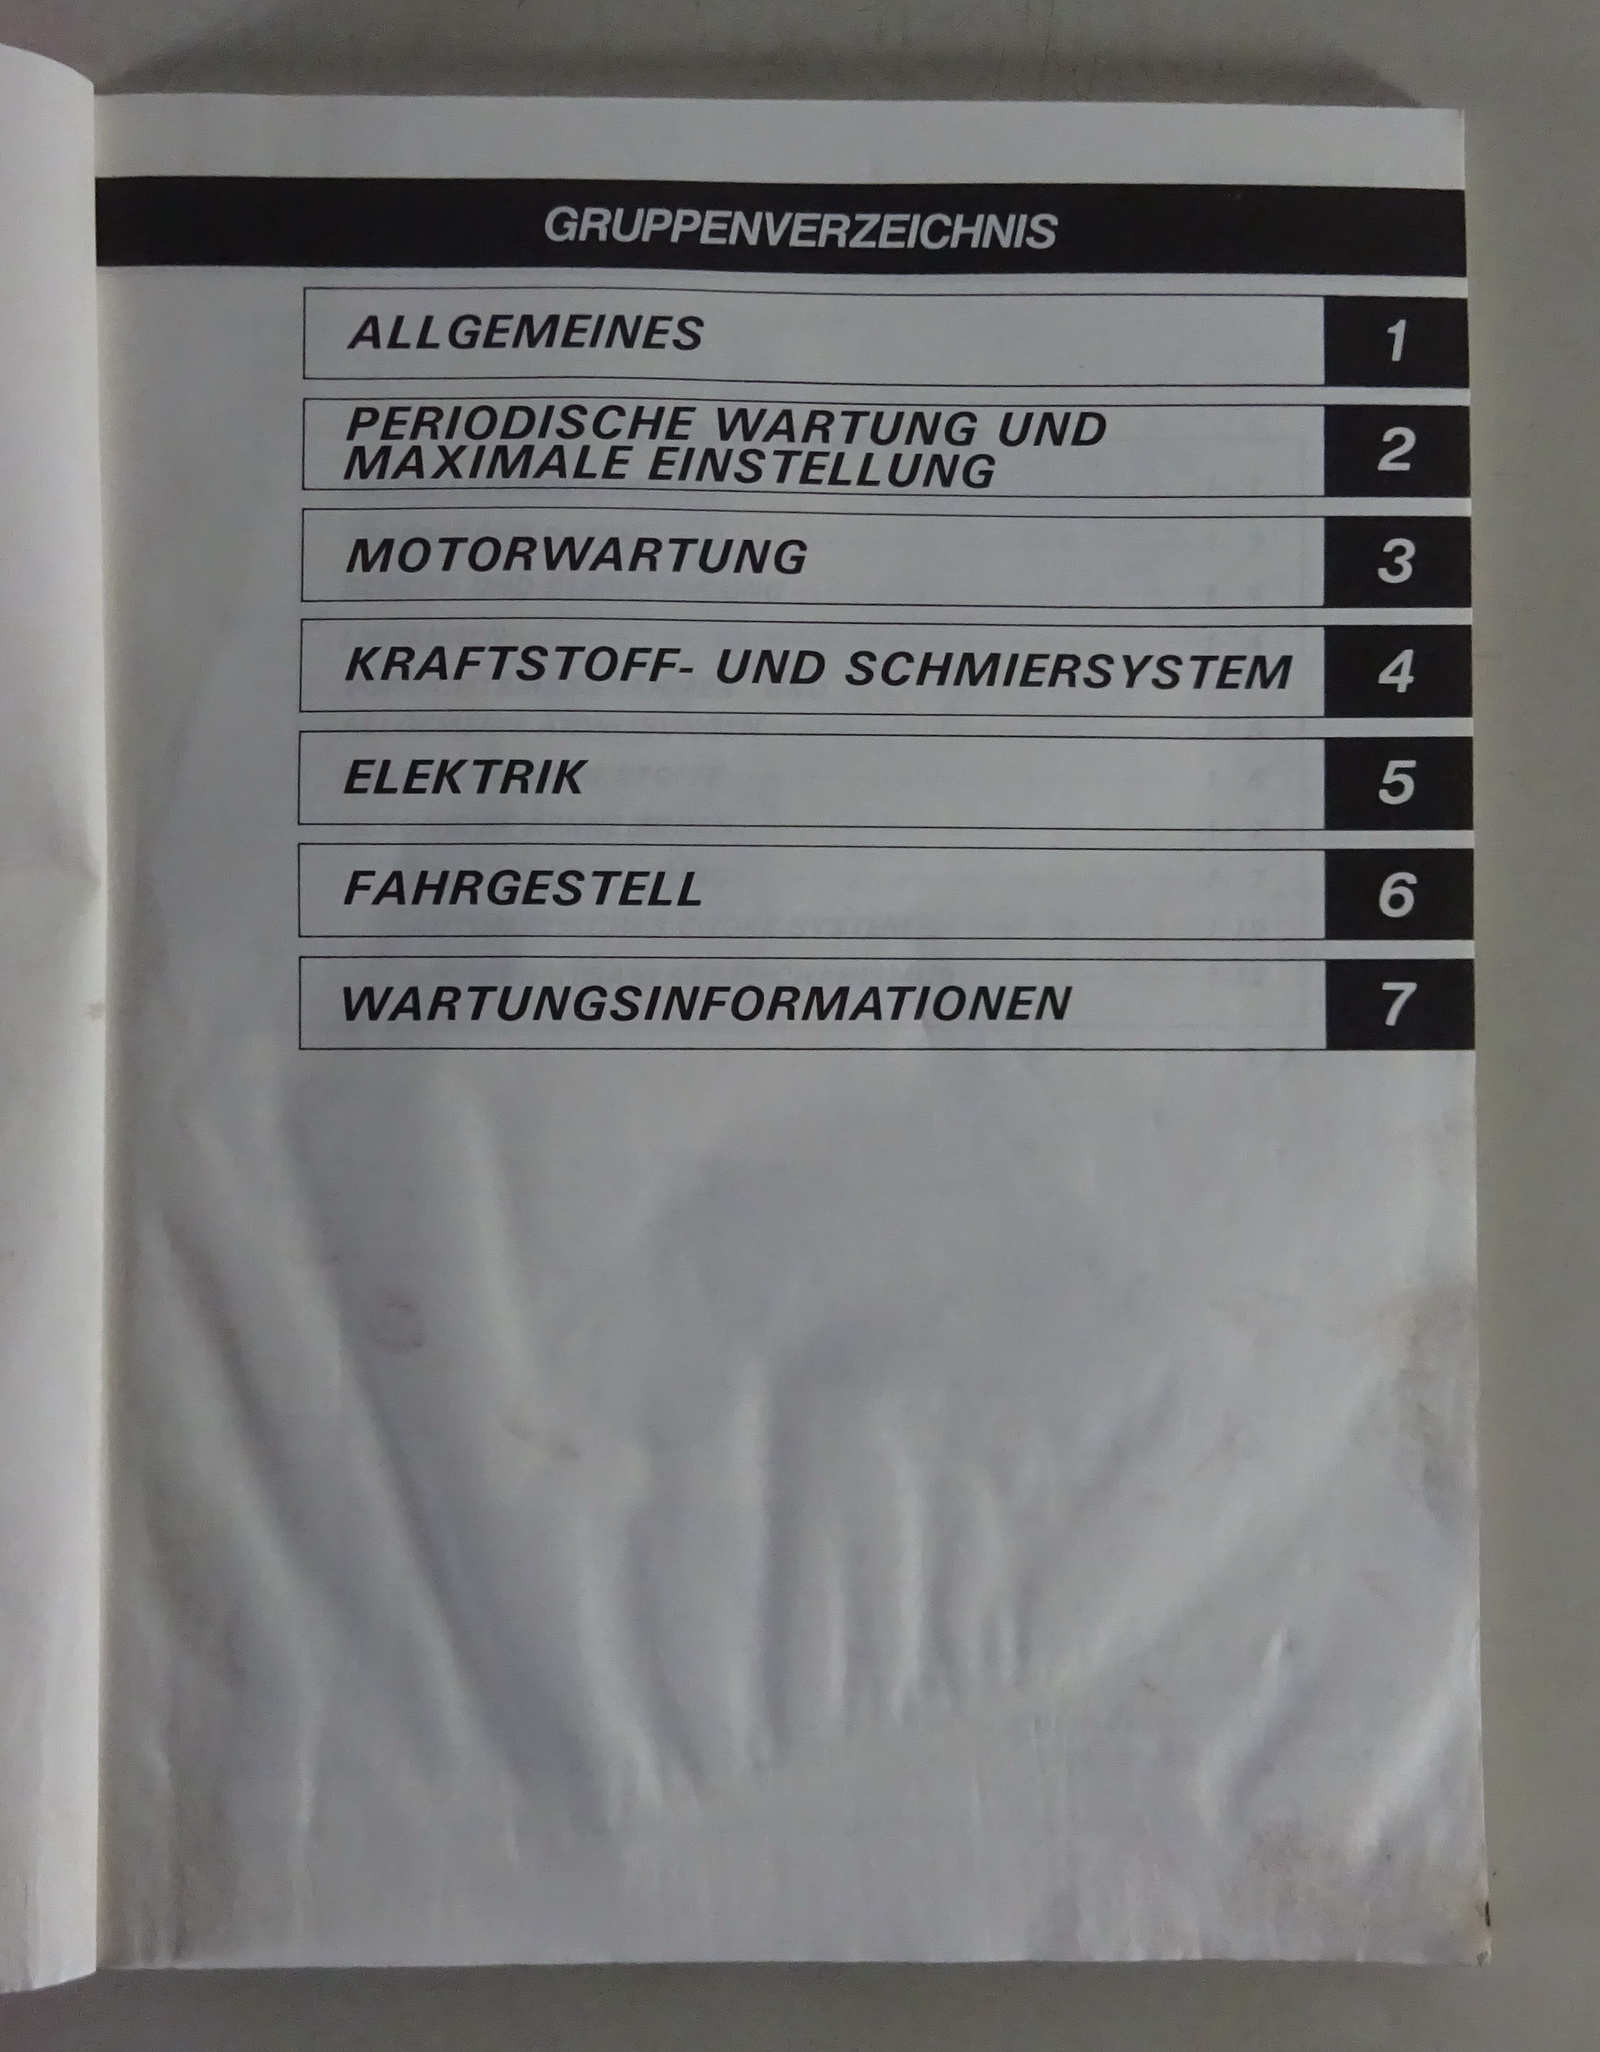 GRUPPENVERZEICHNIS
ALLGEMEINES 1
PERIODISCHE WARTUNG UND
MAXIMALE EINSTELLUNG 2
MOTORWARTUNG 3
KRAFTSTOFF- UND SCHMIERSYSTEM 4
ELEKTRIK 5
FAHRGESTELL 6
WARTUNGSINFORMATIONEN 7